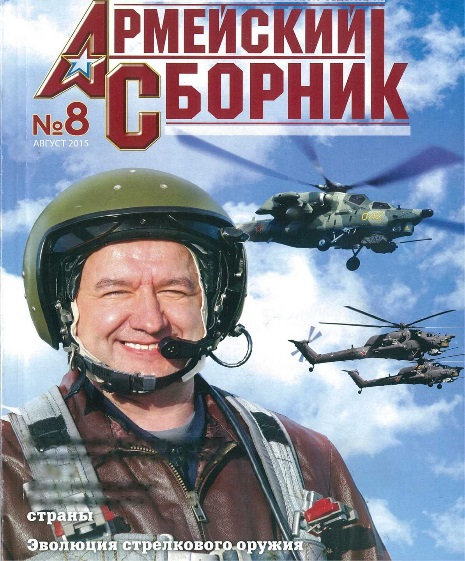 АРМЕЙСКИЙ
СБОРНИК
№8
АВГУСТ 2015
страны
Эволюция стрелкового оружия